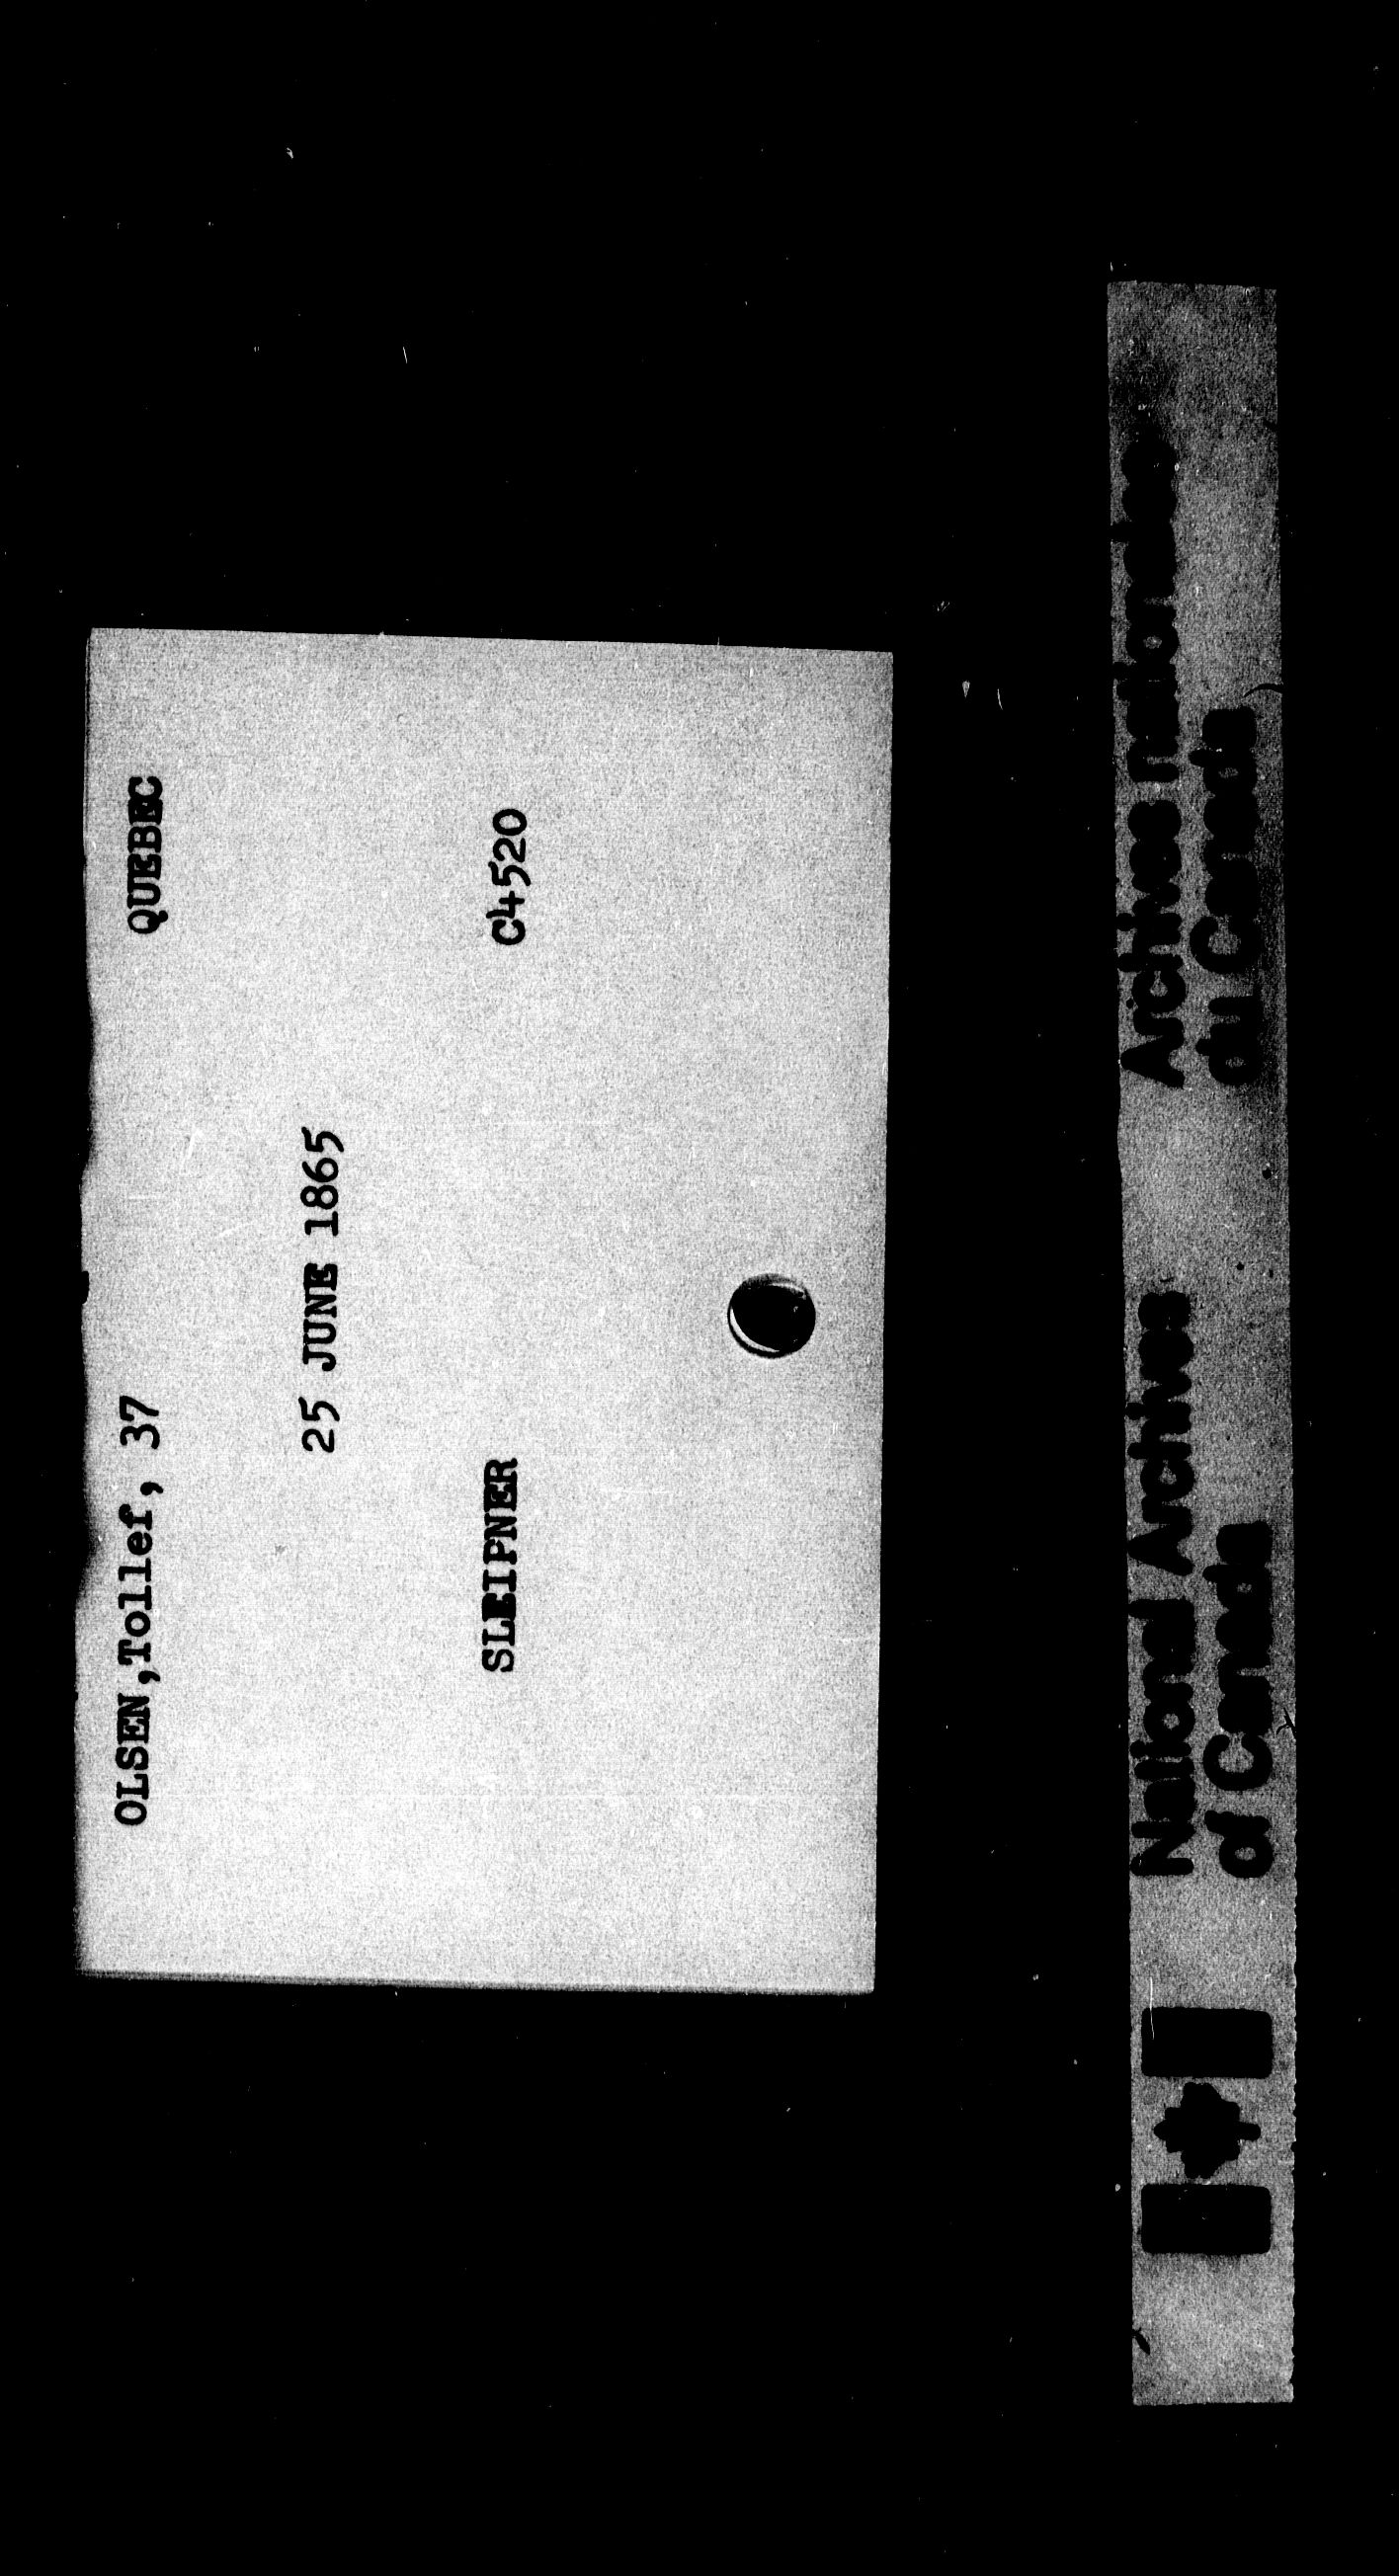 OLSEN,Tollef, 37 QUEBEC
25 JUNE 1865
SLEIPNER C4520
National Archives
of Canada
Archives nationales
du Canada